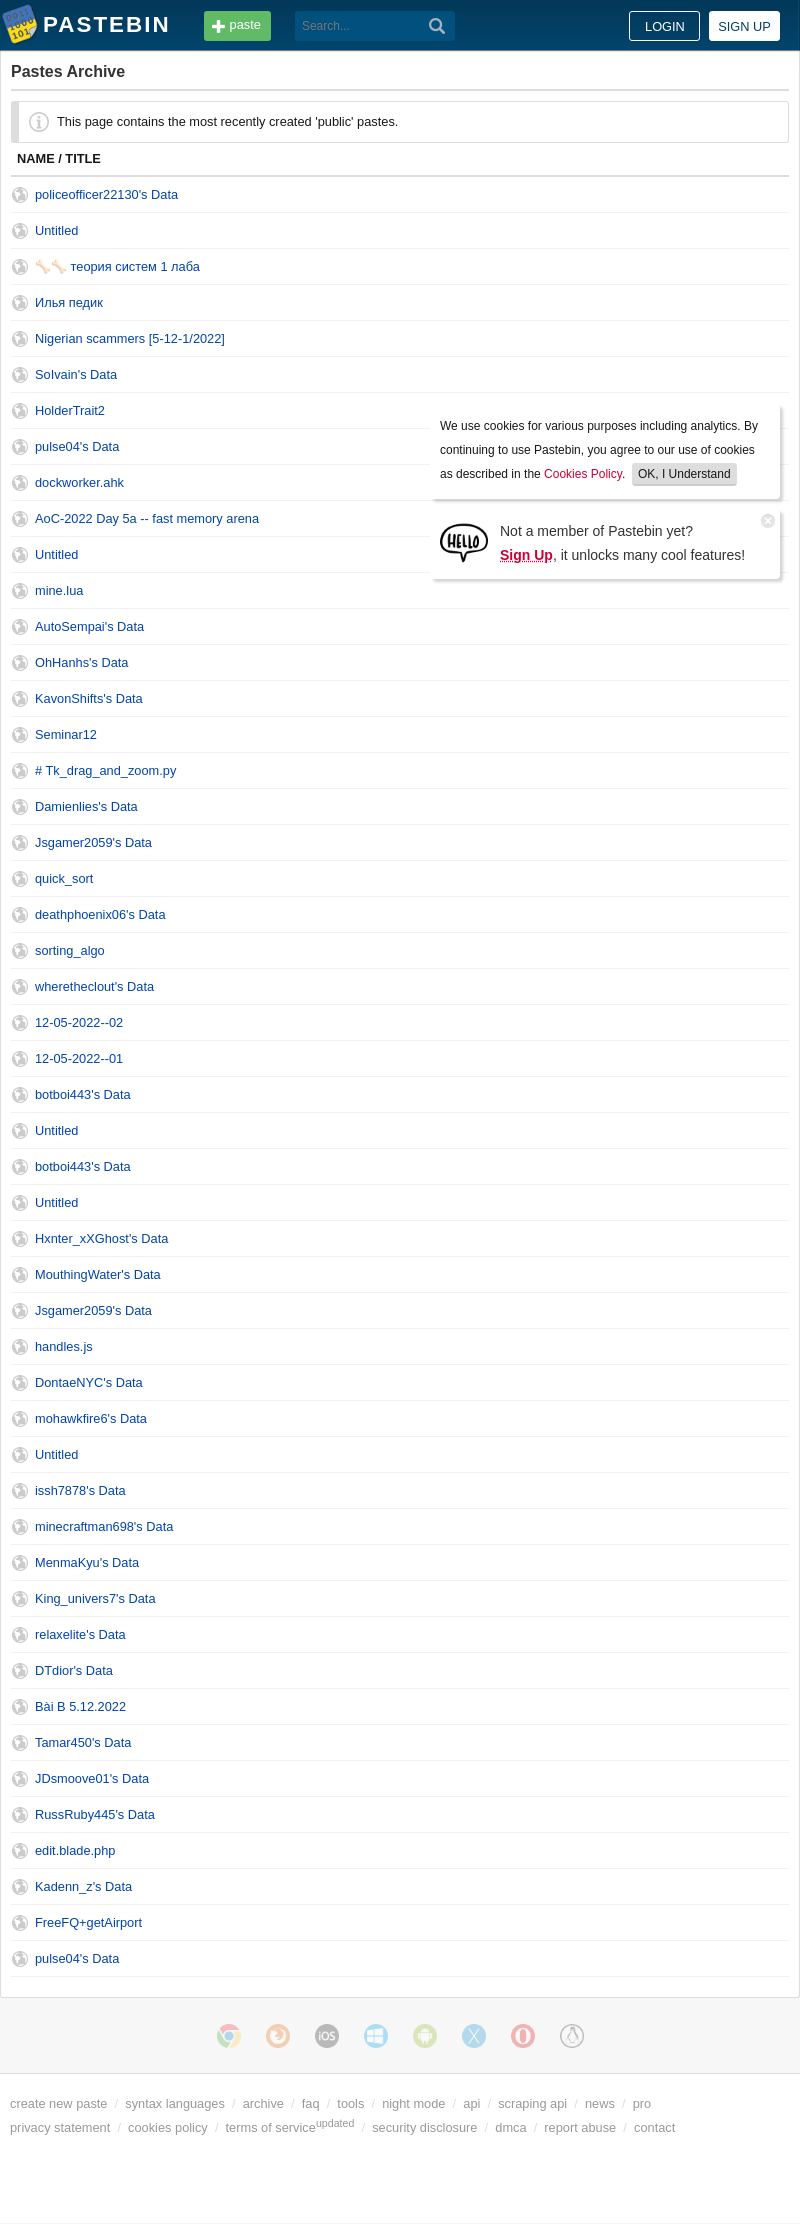 PASTEBIN
paste
Search...
LOGIN
SIGN UP
Pastes Archive
This page contains the most recently created 'public' pastes.
NAME / TITLE
policeofficer22130's Data
Untitled
🦴🦴 теория систем 1 лаба
Илья педик
Nigerian scammers [5-12-1/2022]
Solvain's Data
HolderTrait2
pulse04's Data
dockworker.ahk
AoC-2022 Day 5a -- fast memory arena
Untitled
mine.lua
We use cookies for various purposes including analytics. By
continuing to use Pastebin, you agree to our use of cookies
as described in the Cookies Policy. OK, I Understand
HELLO
Not a member of Pastebin yet?
Sign Up, it unlocks many cool features!
AutoSempai's Data
OhHanhs's Data
KavonShifts's Data
Seminar12
# Tk_drag_and_zoom.py
Damienlies's Data
Jsgamer2059's Data
quick_sort
deathphoenix06's Data
sorting_algo
wheretheclout's Data
12-05-2022--02
12-05-2022--01
botboi443's Data
Untitled
botboi443's Data
Untitled
Hxnter_xXGhost's Data
MouthingWater's Data
Jsgamer2059's Data
handles.js
DontaeNYC's Data
mohawkfire6's Data
Untitled
issh7878's Data
minecraftman698's Data
MenmaKyu's Data
King_univers7's Data
relaxelite's Data
DTdior's Data
Bài B 5.12.2022
Tamar450's Data
JDsmoove01's Data
RussRuby445's Data
edit.blade.php
Kadenn_z's Data
FreeFQ+getAirport
pulse04's Data
iOS
create new paste / syntax languages / archive / faq / tools / night mode / api / scraping api / news / pro
privacy statement / cookies policy / terms of service updated / security disclosure / dmca / report abuse / contact